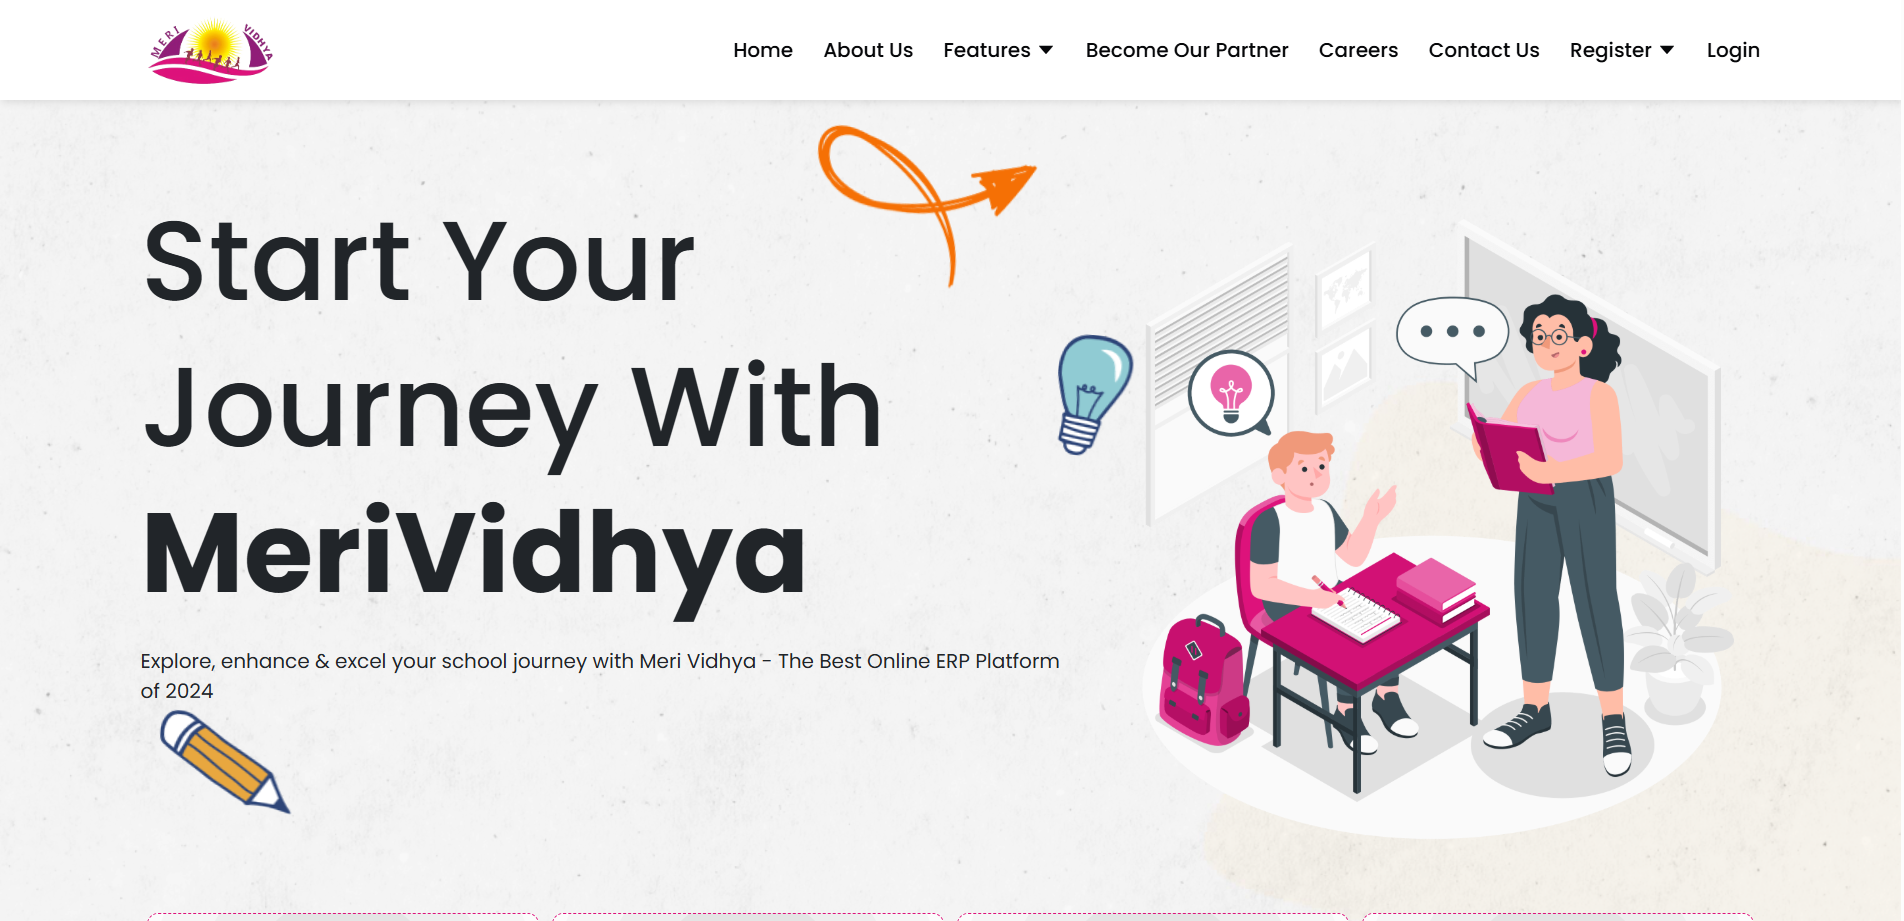 MERI VIDHYA
Home About Us Features Become Our Partner Careers Contact Us Register Login
Start Your
Journey With
MeriVidhya
Explore, enhance & excel your school journey with Meri Vidhya - The Best Online ERP Platform
of 2024